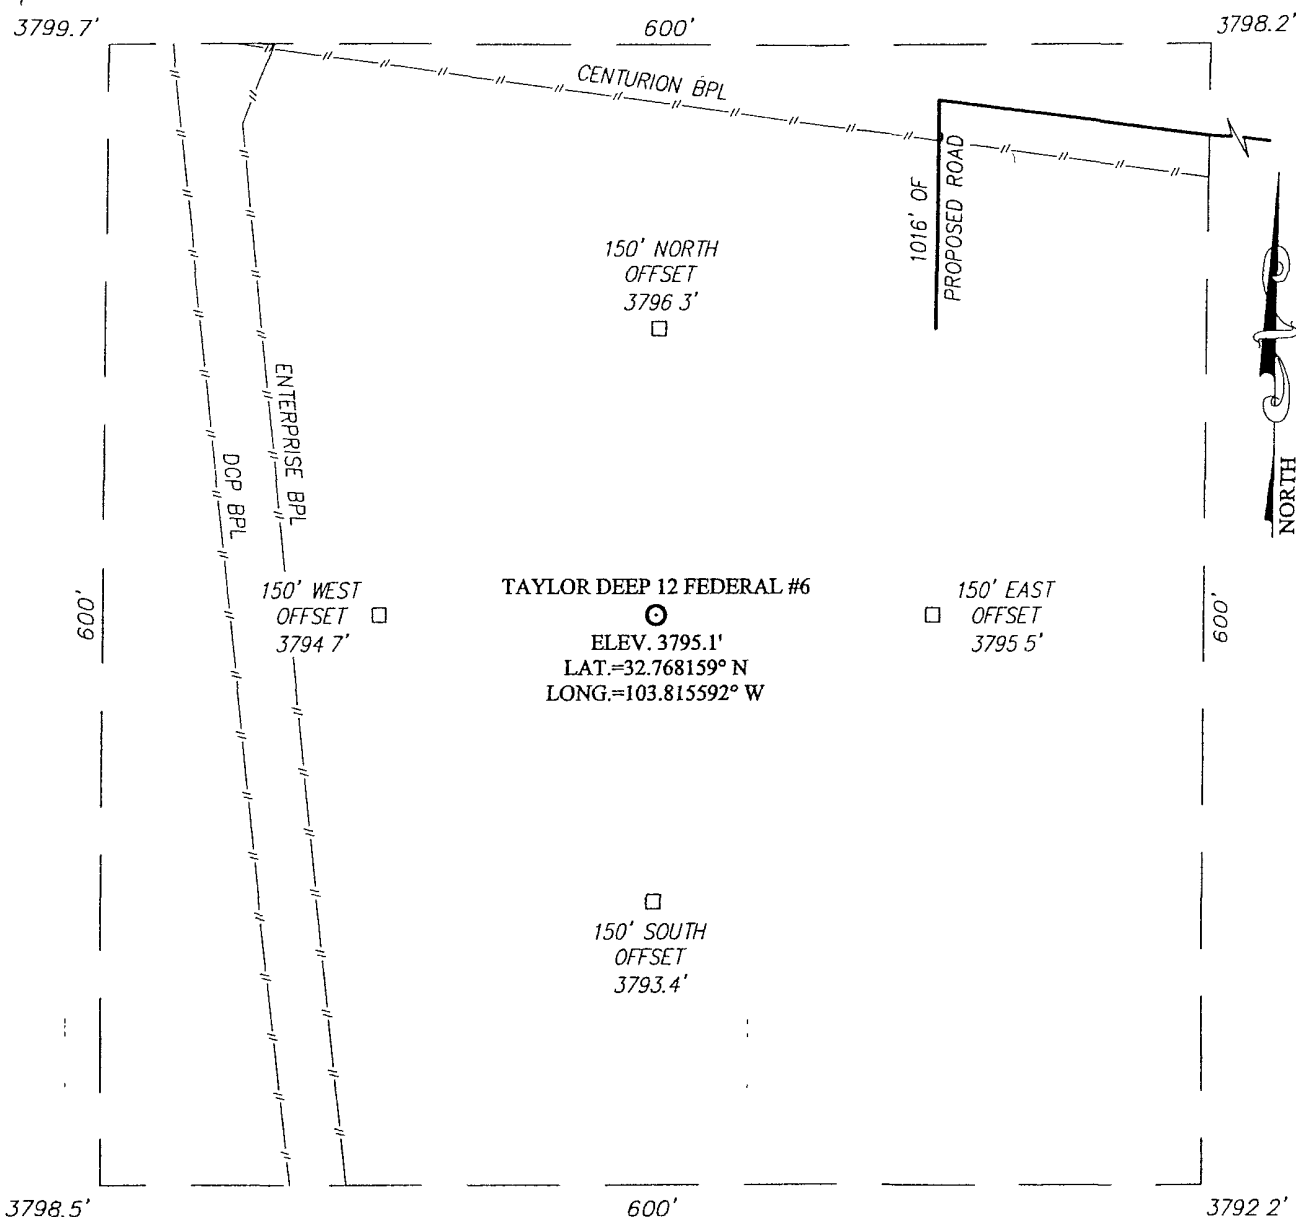 3799.7'
600'
3798.2'
CENTURION BPL
1016' OF
PROPOSED ROAD
150' NORTH
OFFSET
3796 3'
NORTH
ENTERPRISE BPL
DCP BPL
600'
150' WEST
OFFSET
3794 7'
TAYLOR DEEP 12 FEDERAL #6
ELEV. 3795.1'
LAT.=32.768159° N
LONG.=103.815592° W
150' EAST
OFFSET
3795 5'
600'
150' SOUTH
OFFSET
3793.4'
3798.5'
600'
3792 2'